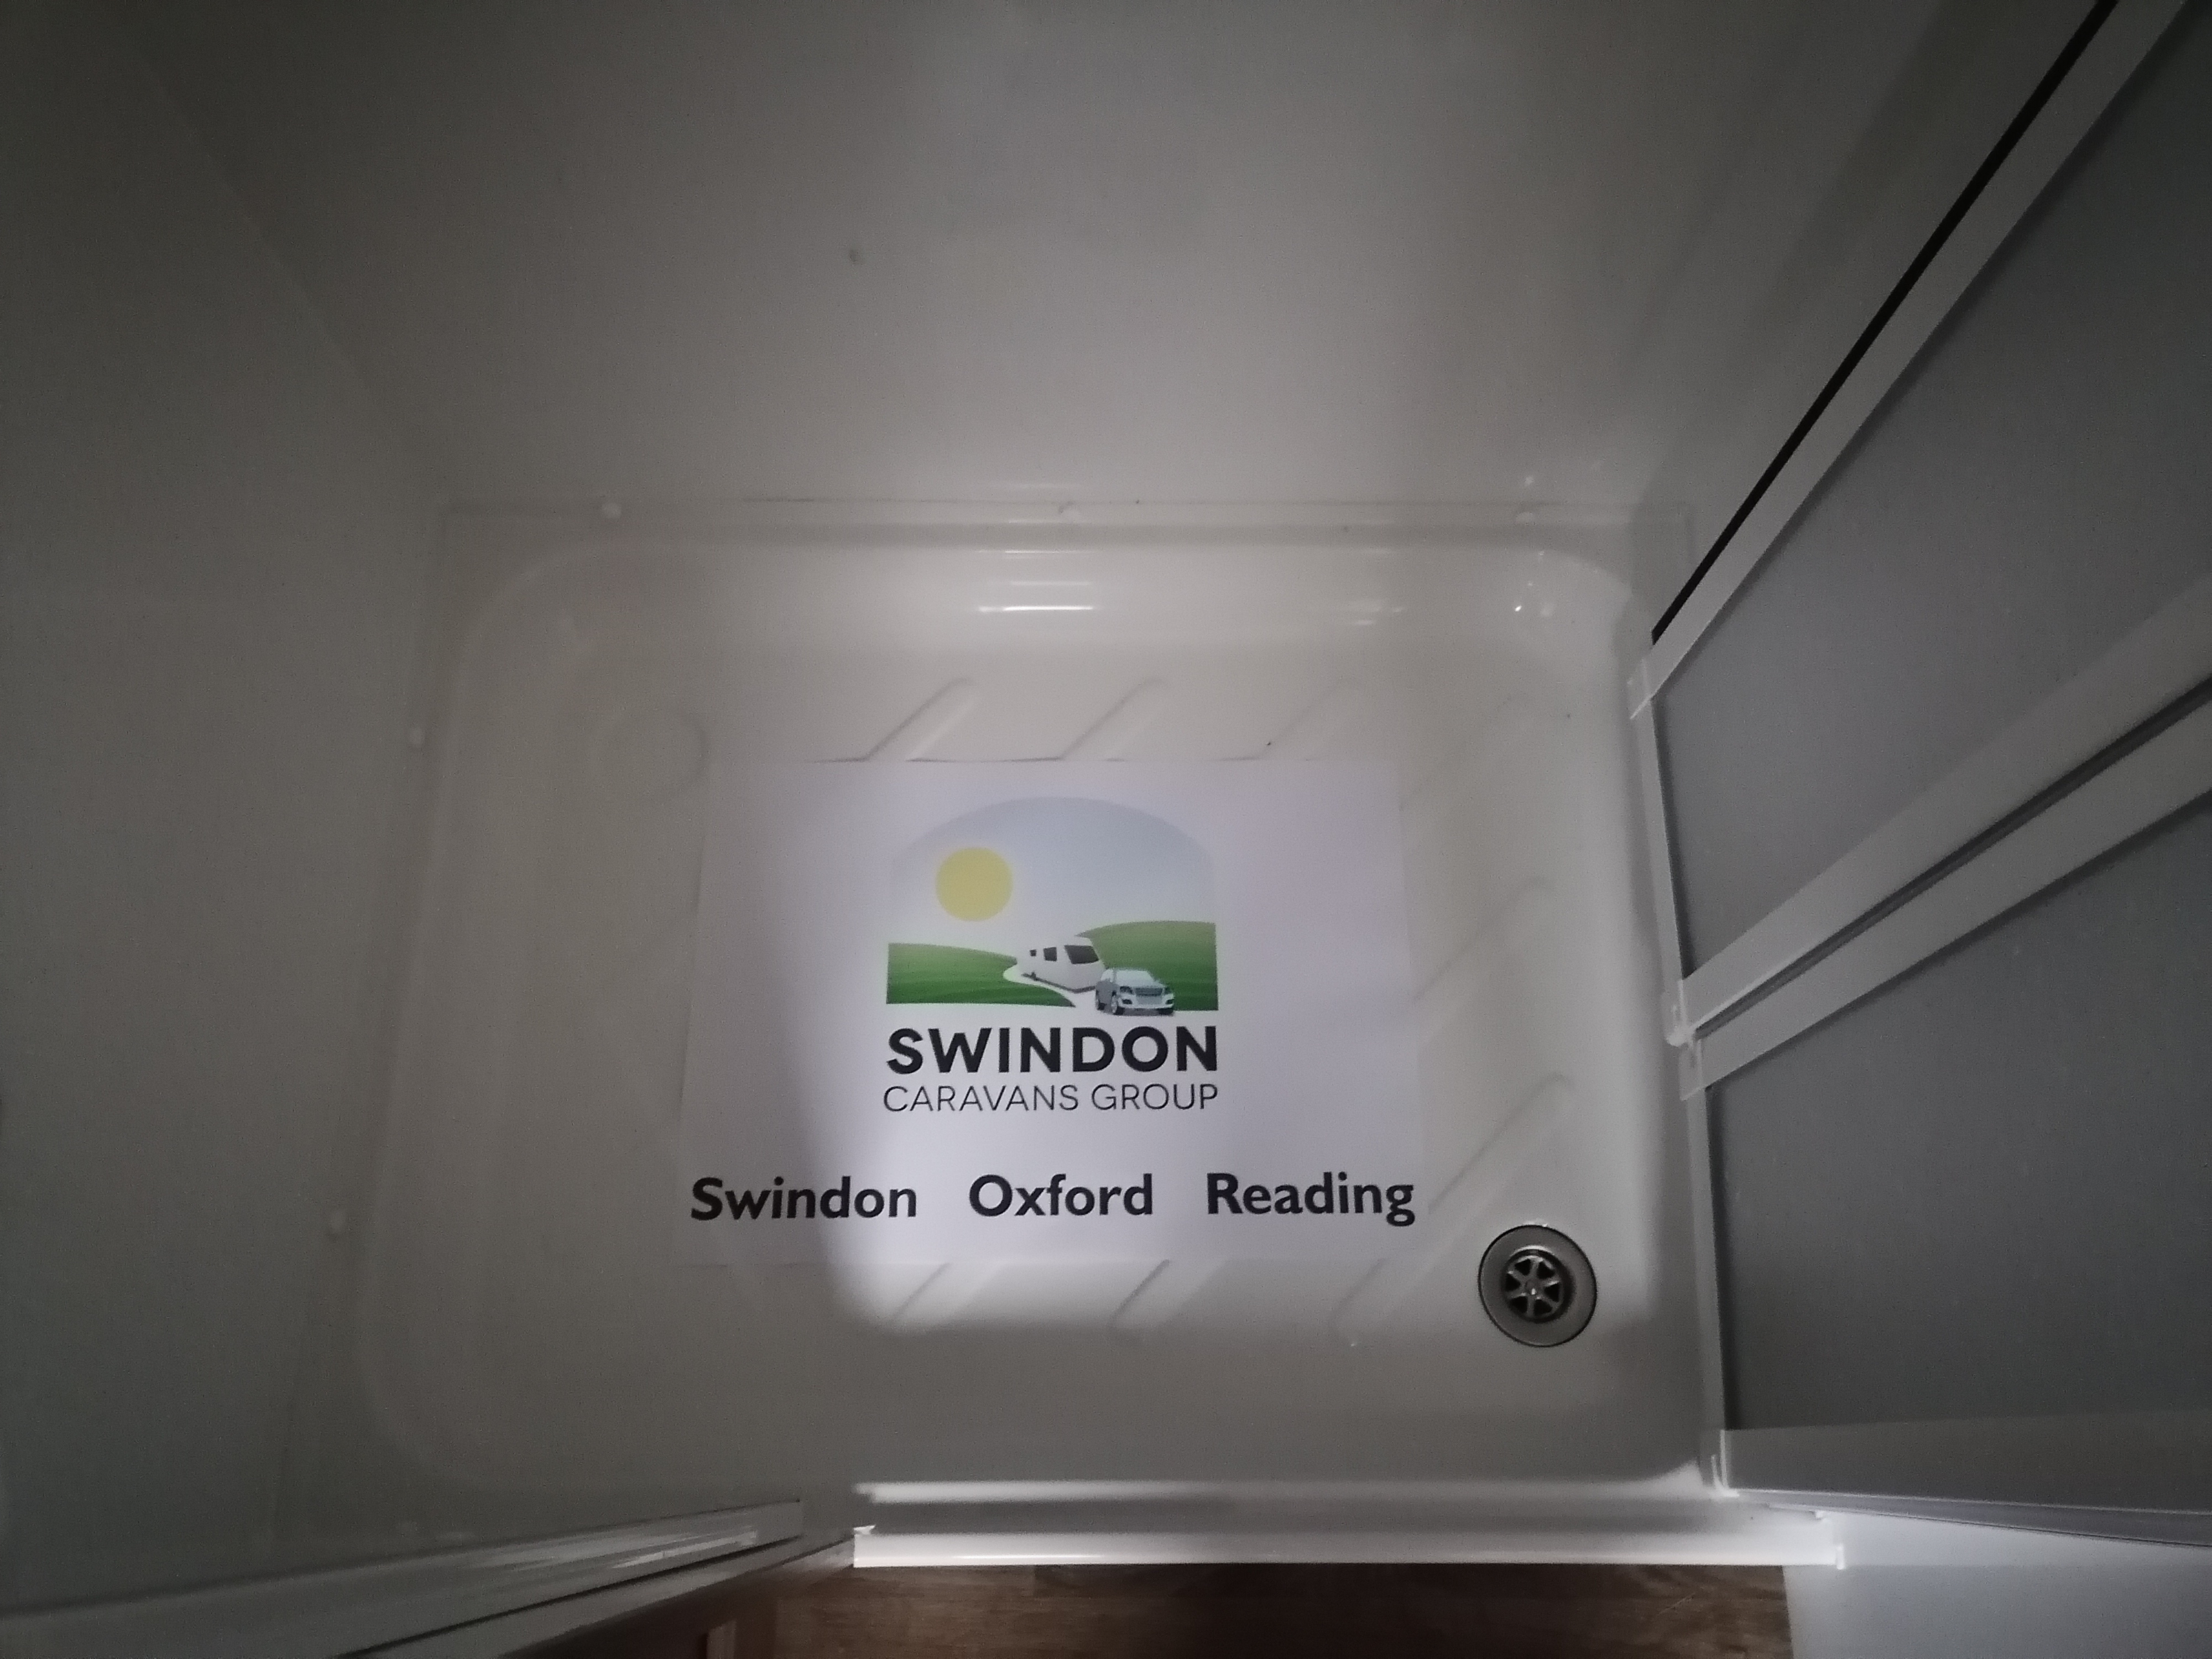 SWINDON
CARAVANS GROUP
Swindon Oxford Reading